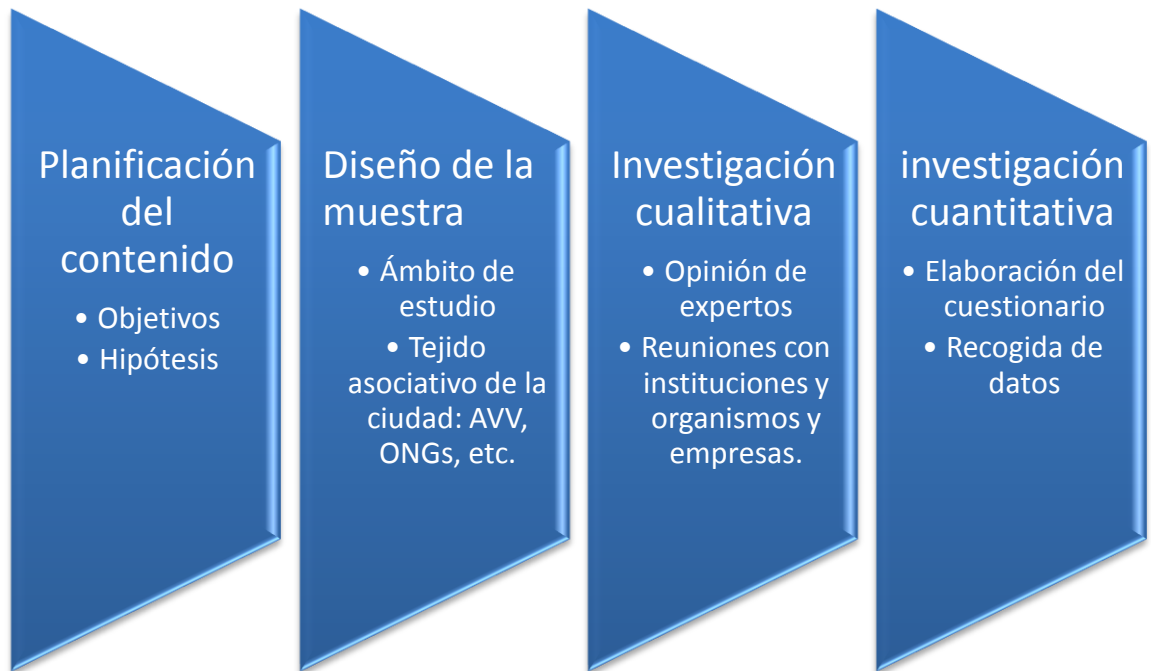 Planificación
del
contenido
• Objetivos
• Hipótesis
Diseño de la
muestra
• Ámbito de
estudio
• Tejido
asociativo de la
ciudad: AVV,
ONGs, etc.
Investigación
cualitativa
• Opinión de
expertos
• Reuniones con
instituciones y
organismos y
empresas.
investigación
cuantitativa
• Elaboración del
cuestionario
• Recogida de
datos